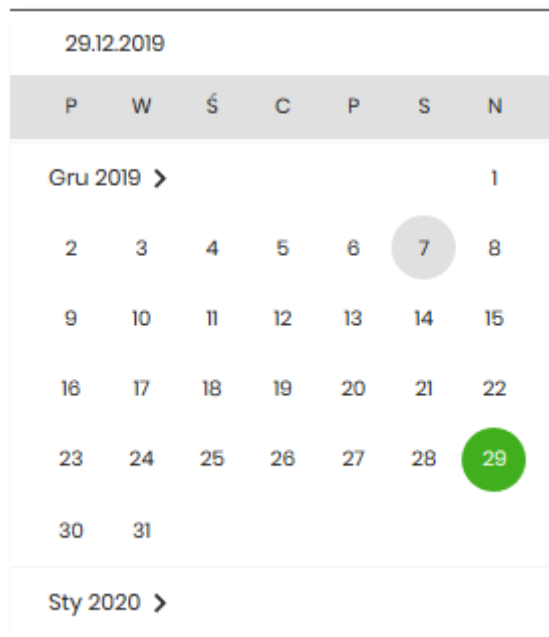 29.12.2019
P W Ś C P S N
Gru 2019 1
2 3 4 5 6 7 8
9 10 11 12 13 14 15
16 17 18 19 20 21 22
23 24 25 26 27 28 29
30 31
Sty 2020